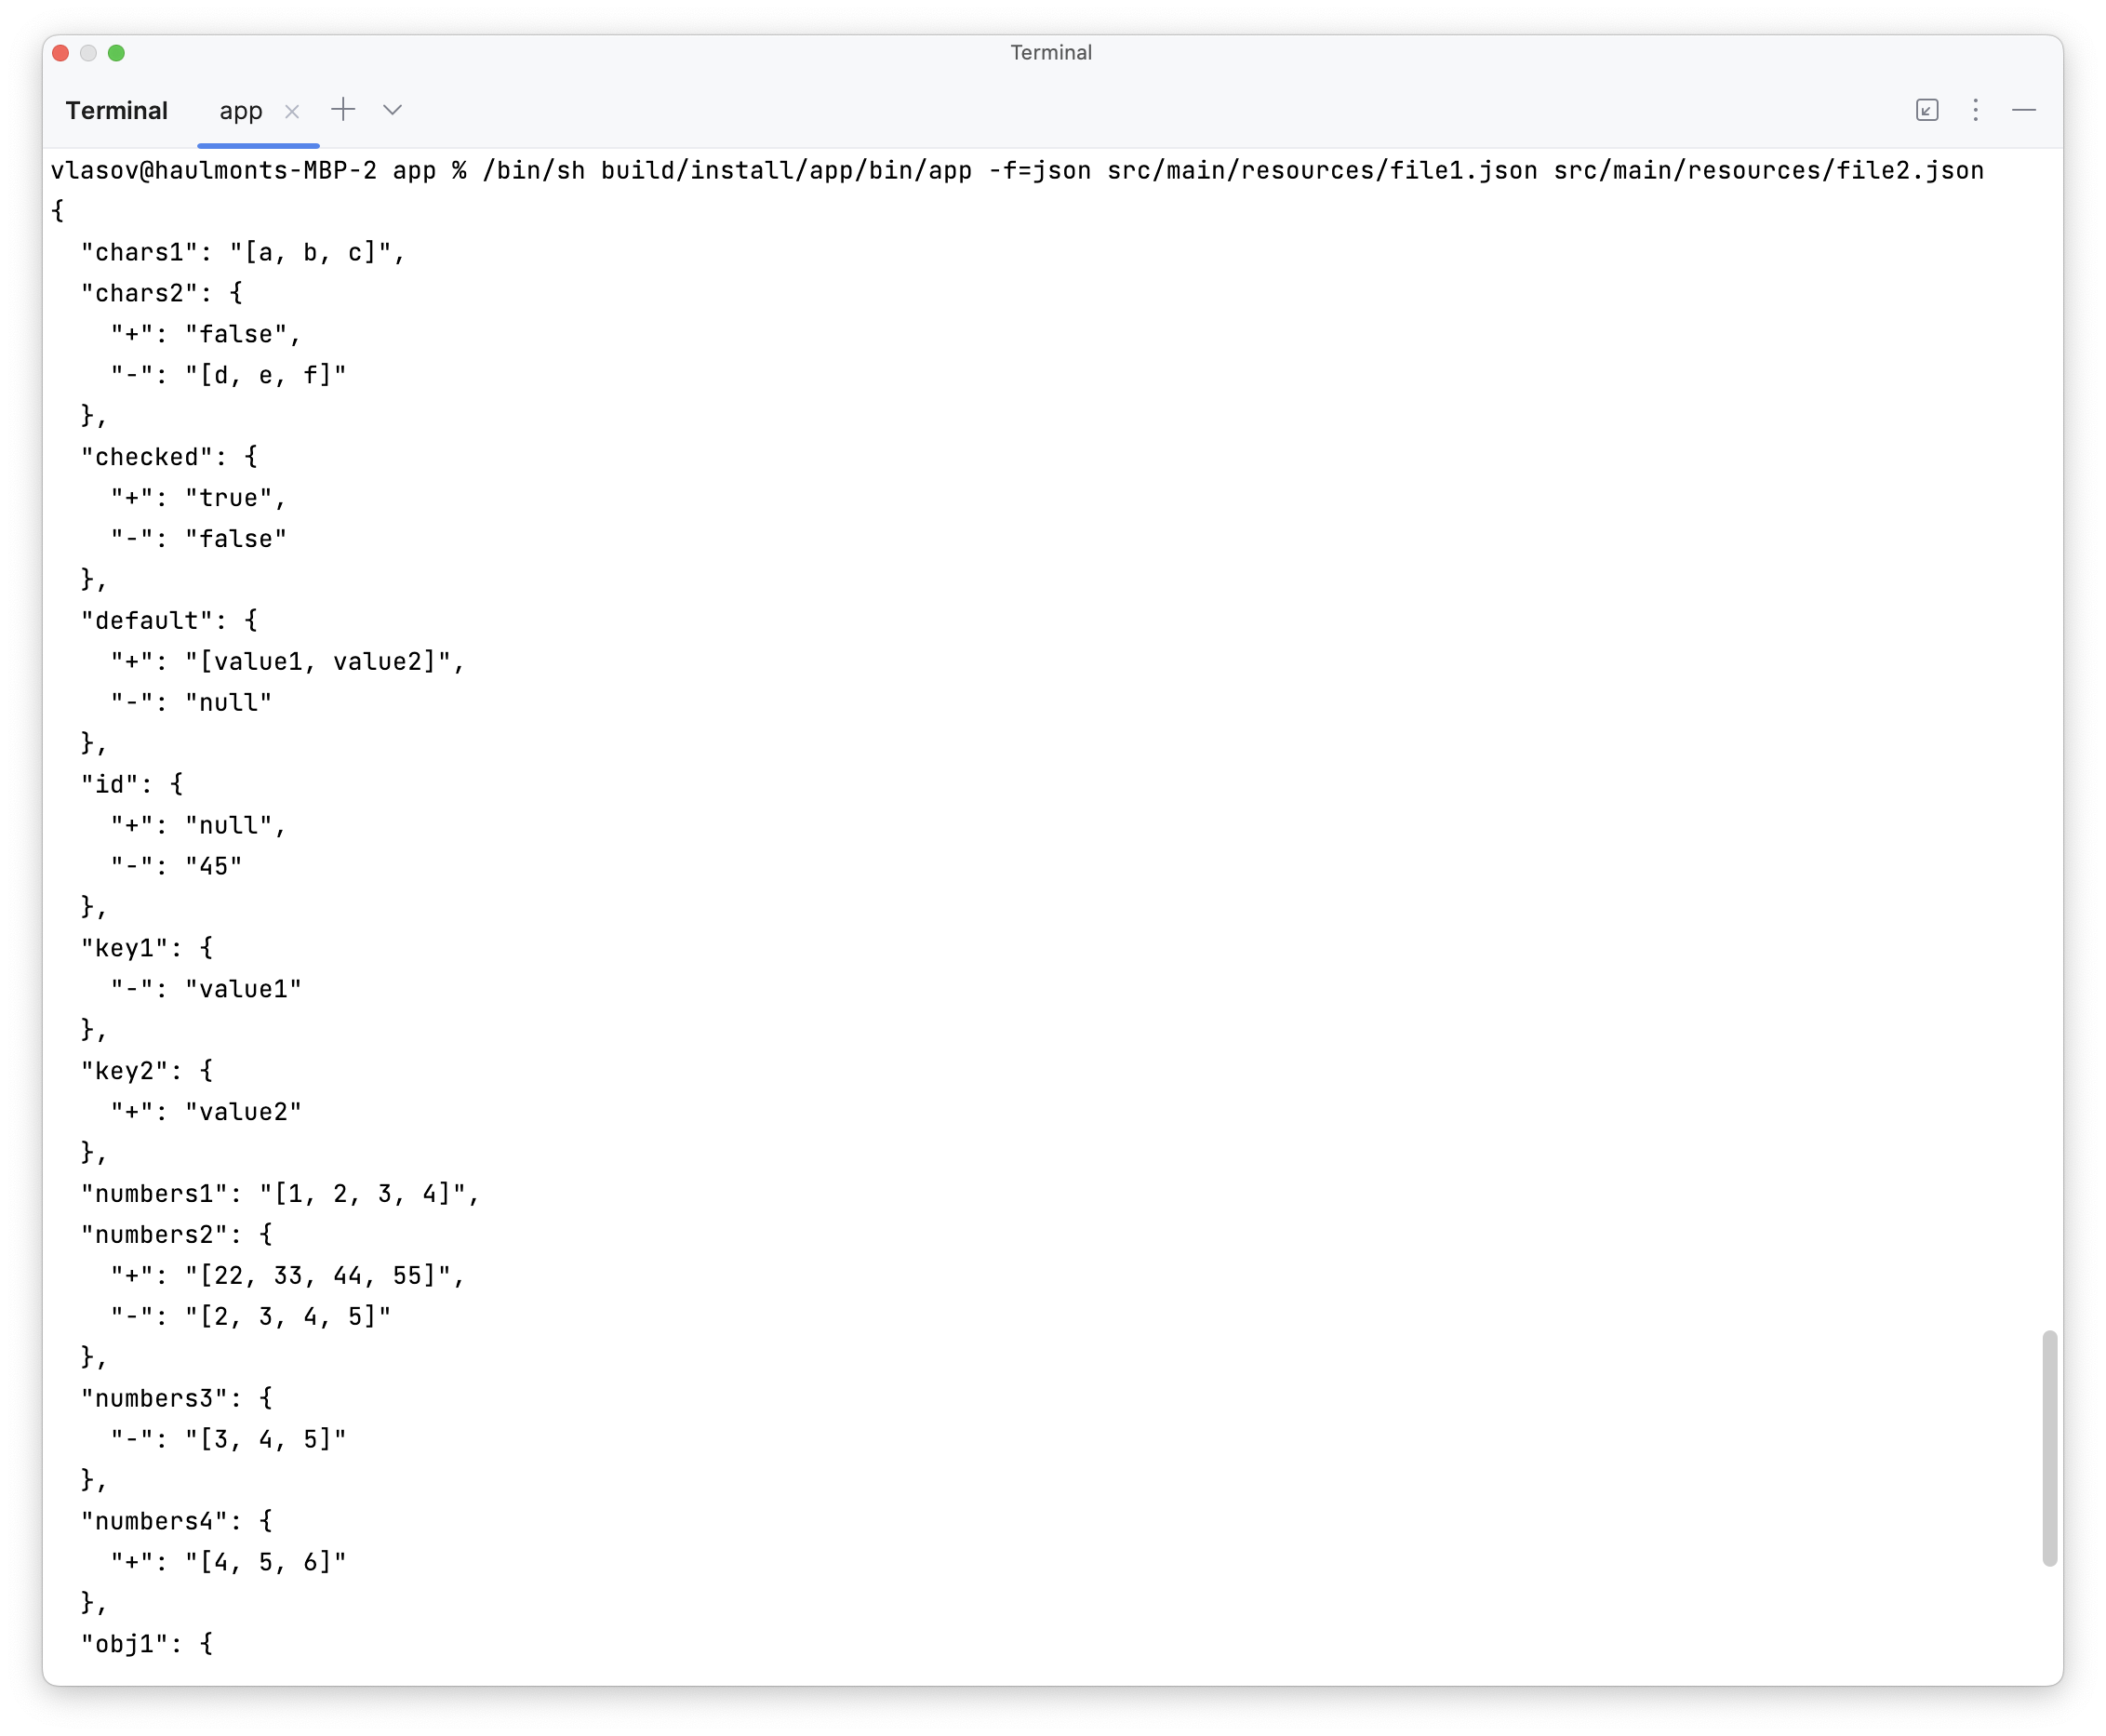 Terminal
Terminal app
vlasov@haulmonts-MBP-2 app % /bin/sh build/install/app/bin/app -f=json src/main/resources/file1.json src/main/resources/file2.json
{
  "chars1": "[a, b, c]",
  "chars2": {
    "+": "false",
    "-": "[d, e, f]"
  },
  "checked": {
    "+": "true",
    "-": "false"
  },
  "default": {
    "+": "[value1, value2]",
    "-": "null"
  },
  "id": {
    "+": "null",
    "-": "45"
  },
  "key1": {
    "-": "value1"
  },
  "key2": {
    "+": "value2"
  },
  "numbers1": "[1, 2, 3, 4]",
  "numbers2": {
    "+": "[22, 33, 44, 55]",
    "-": "[2, 3, 4, 5]"
  },
  "numbers3": {
    "-": "[3, 4, 5]"
  },
  "numbers4": {
    "+": "[4, 5, 6]"
  },
  "obj1": {